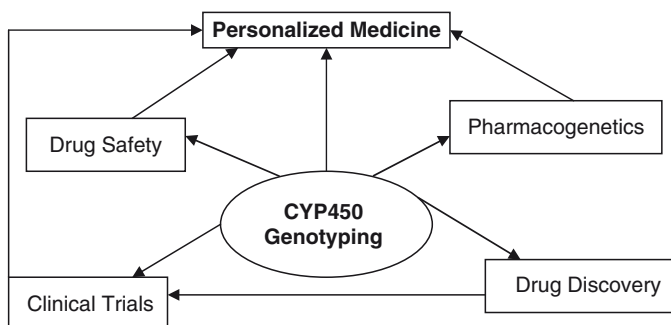 Personalized Medicine
Drug Safety
Pharmacogenetics
CYP450
Genotyping
Clinical Trials
Drug Discovery